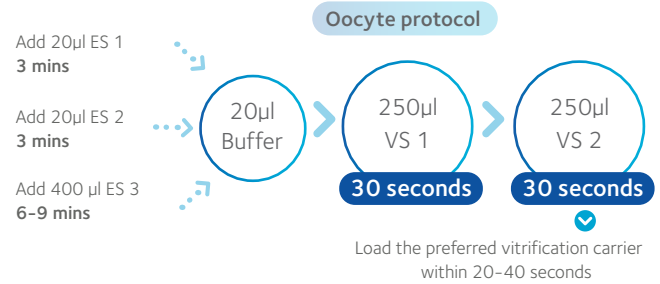 Oocyte protocol
Add 20µl ES 1
3 mins
Add 20µl ES 2
3 mins
Add 400 µl ES 3
6-9 mins
20µl
Buffer
250µl
VS 1
30 seconds
250µl
VS 2
30 seconds
Load the preferred vitrification carrier
within 20-40 seconds